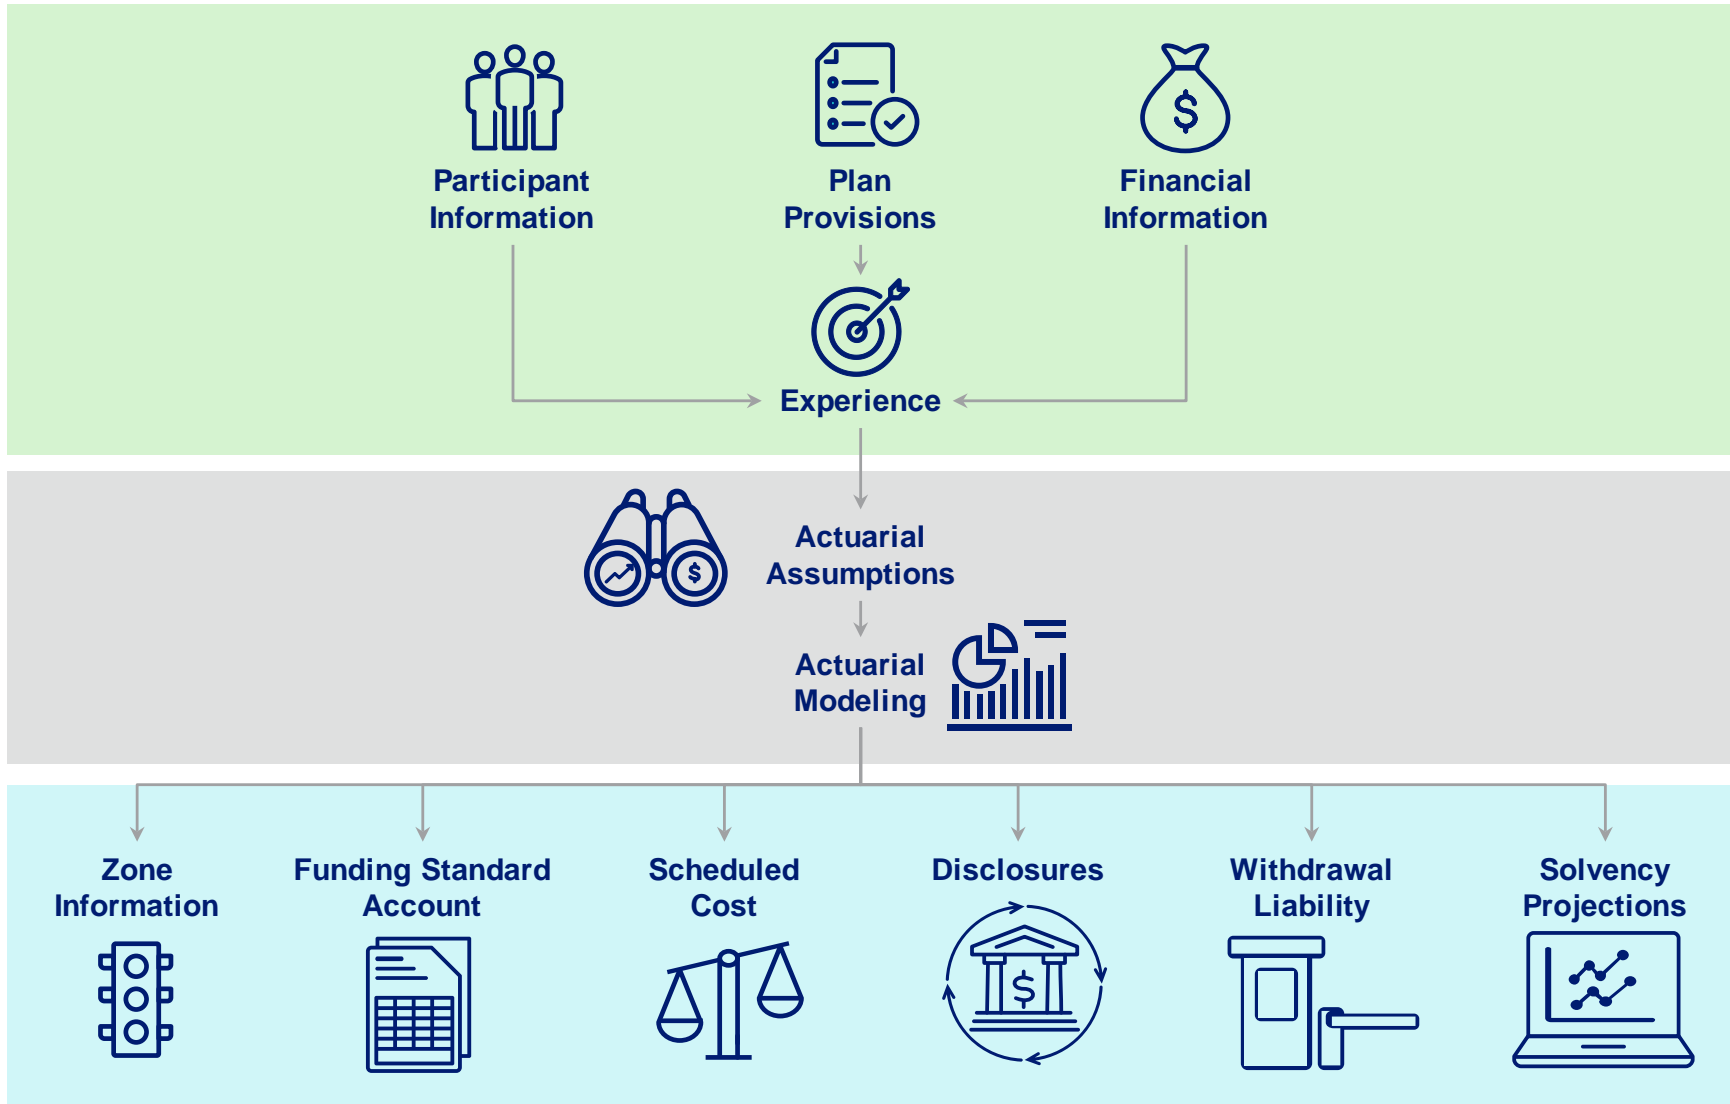 $
Participant
Information
Plan
Provisions
Financial
Information
Experience
$
Actuarial
Assumptions
Actuarial
Modeling
Zone
Information
Funding Standard
Account
Scheduled
Cost
Disclosures
Withdrawal
Liability
Solvency
Projections
$